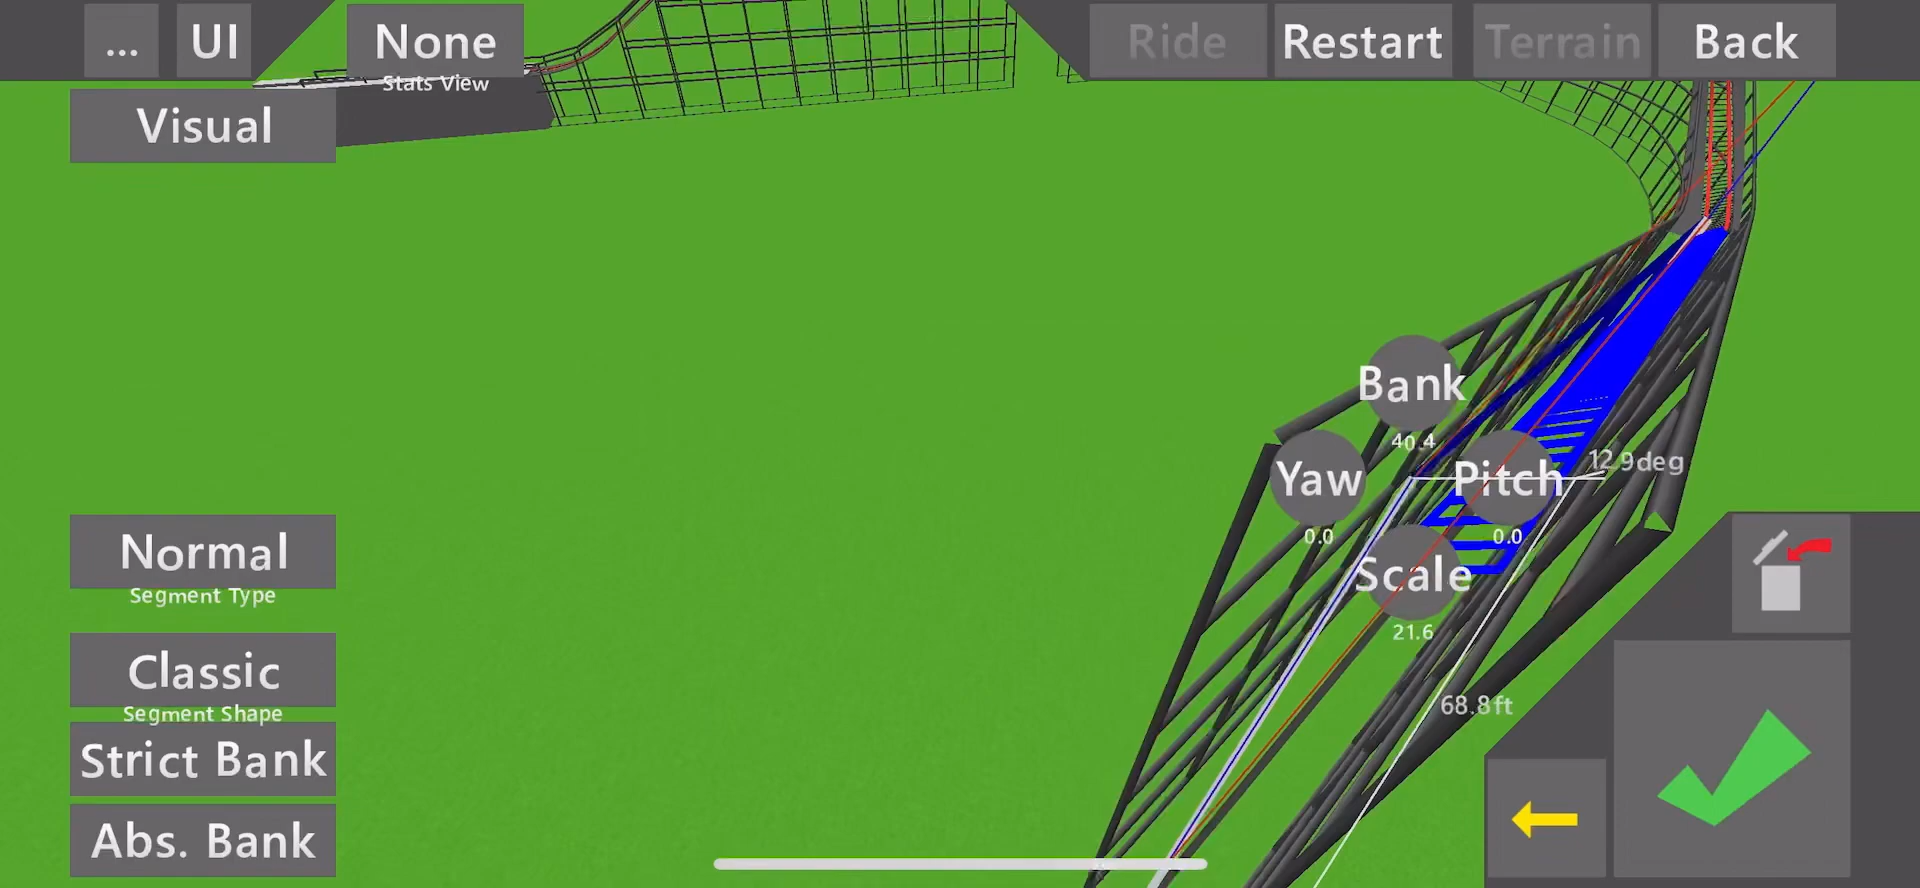 ...
UI
None
Stats View
Ride
Restart
Terrain
Back
Visual
Bank
40.4
Yaw
0.0
Pitch
0.0
12.9deg
Scale
21.6
68.8ft
Normal
Segment Type
Classic
Segment Shape
Strict Bank
Abs. Bank